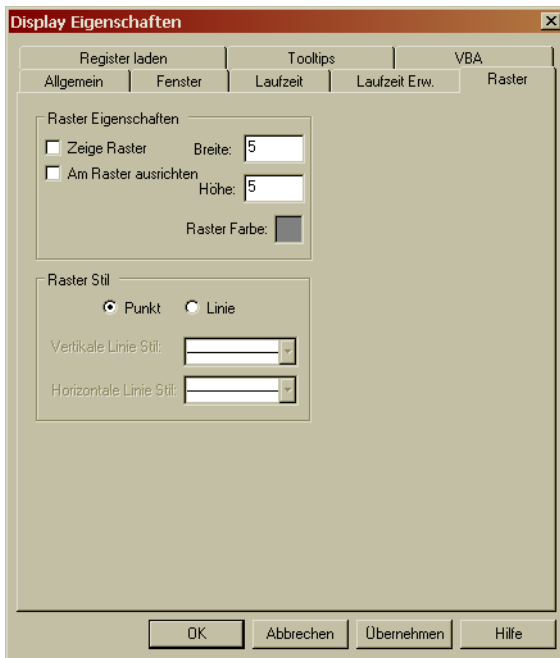 Display Eigenschaften
Register laden Tooltips VBA
Allgemein Fenster Laufzeit Laufzeit Erw. Raster
Raster Eigenschaften
Zeige Raster Breite: 5
Am Raster ausrichten
Höhe: 5
Raster Farbe:
Raster Stil
Punkt Linie
Vertikale Linie Stil:
Horizontale Linie Stil:
OK Abbrechen Übernehmen Hilfe